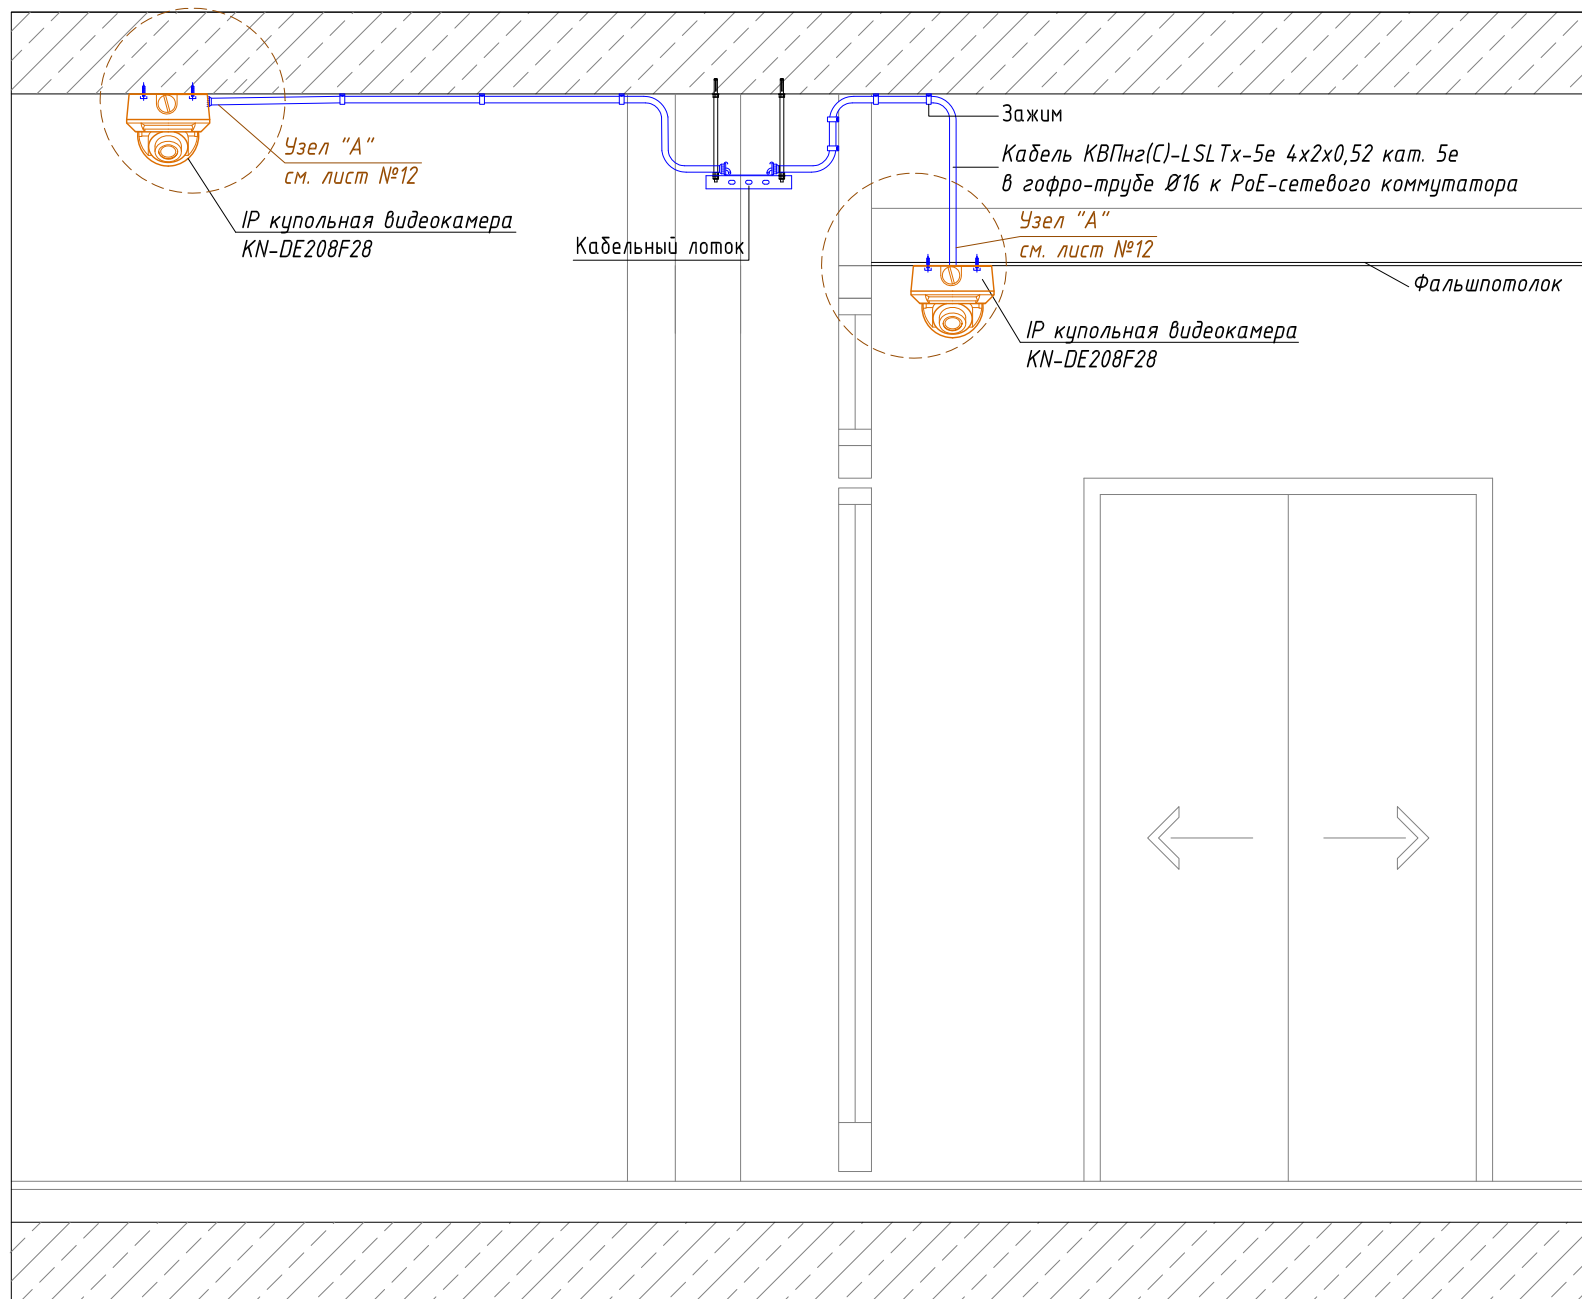 Зажим
Узел "А"
см. лист №12
Кабель КВПнг(С)-LSLTx-5е 4х2х0,52 кат. 5е
в гофро-трубе Ø16 к PoE-сетевого коммутатора
IP купольная видеокамера
KN-DE208F28
Кабельный лоток
Узел "А"
см. лист №12
Фальшпотолок
IP купольная видеокамера
KN-DE208F28